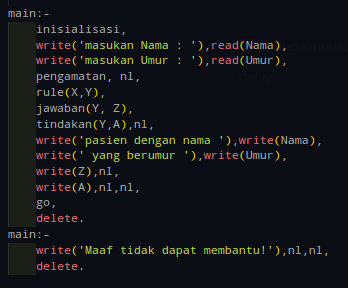 main:-
inisialisasi,
write('masukan Nama : '),read(Nama),
write('masukan Umur : '),read(Umur),
pengamatan, nl,
rule(X,Y),
jawaban(Y, Z),
tindakan(Y,A),nl,
write('pasien dengan nama '),write(Nama),
write(' yang berumur '),write(Umur),
write(Z),nl,
write(A),nl,nl,
go,
delete.
main:-
write('Maaf tidak dapat membantu!'),nl,nl,
delete.